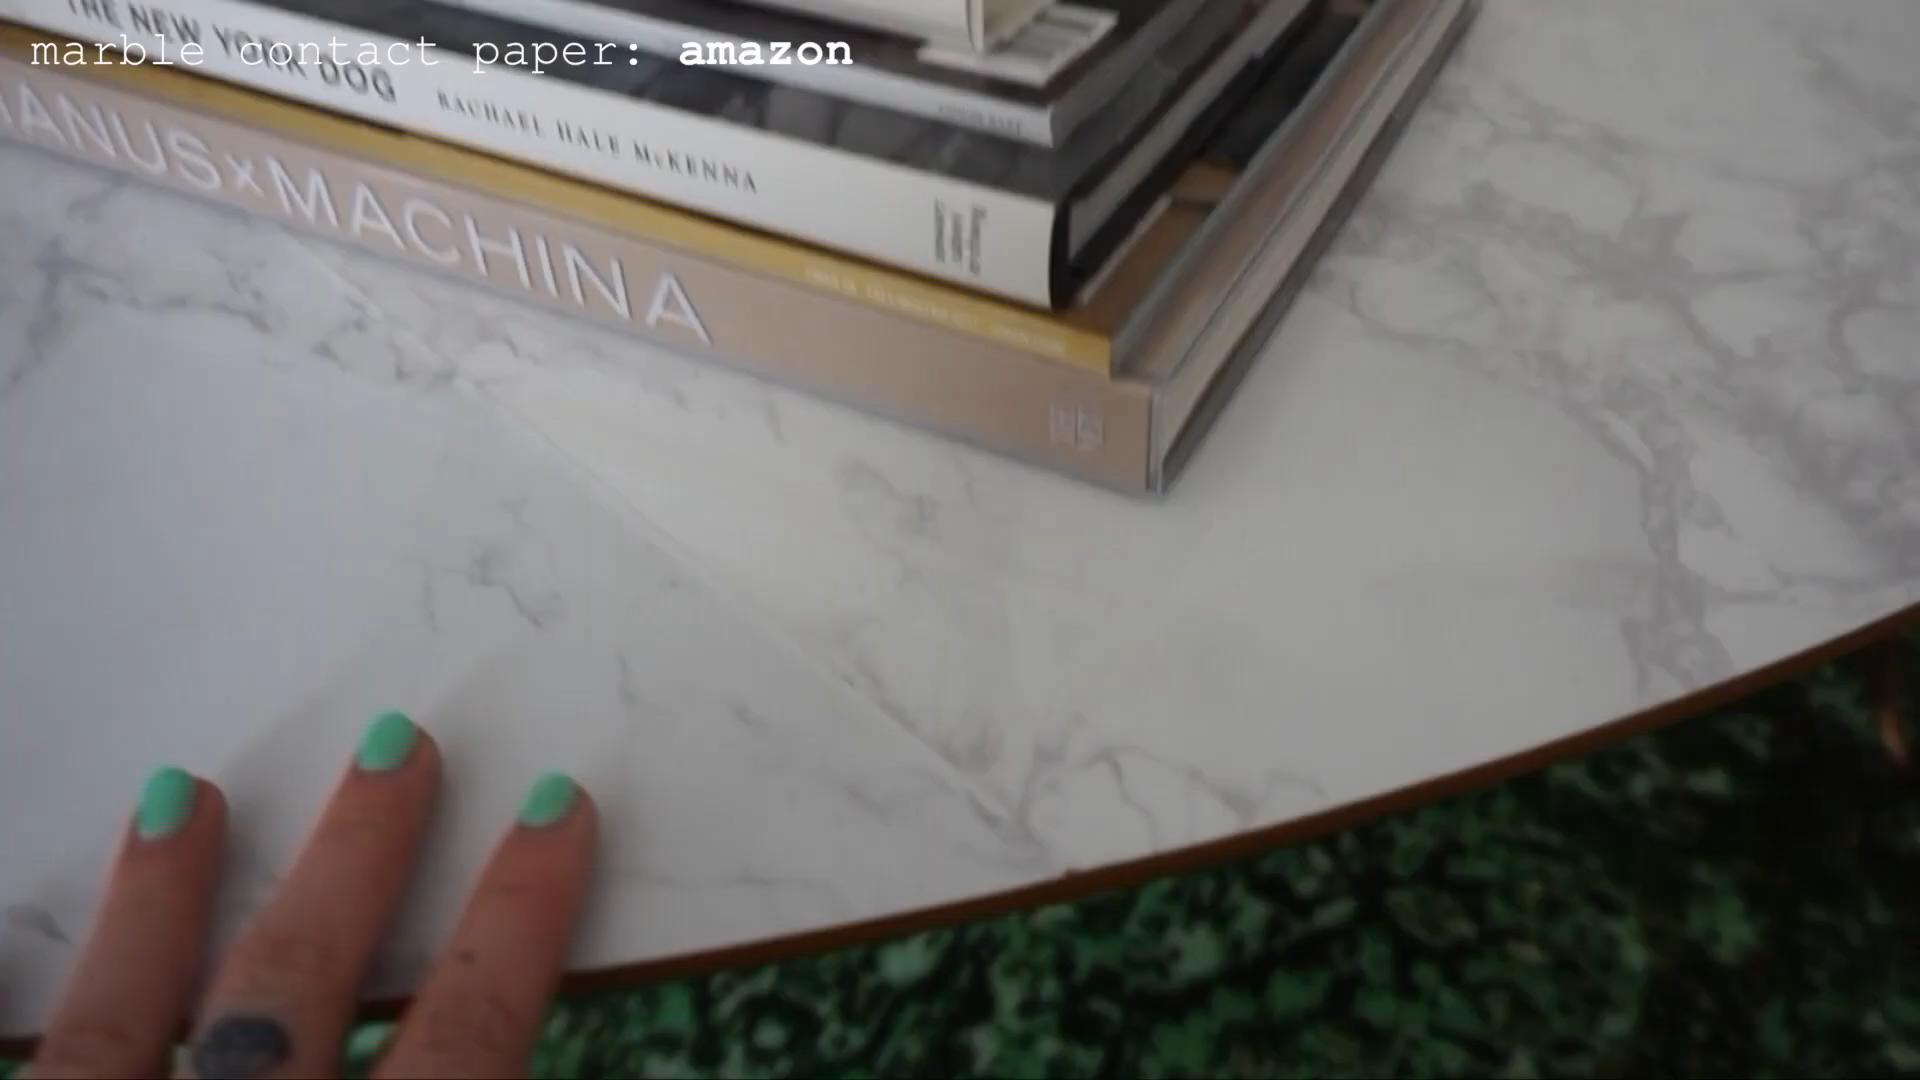 marble contact paper: amazon
THE NEW YORK DOG
RACHAEL HALE McKENNA
MANUS×MACHINA